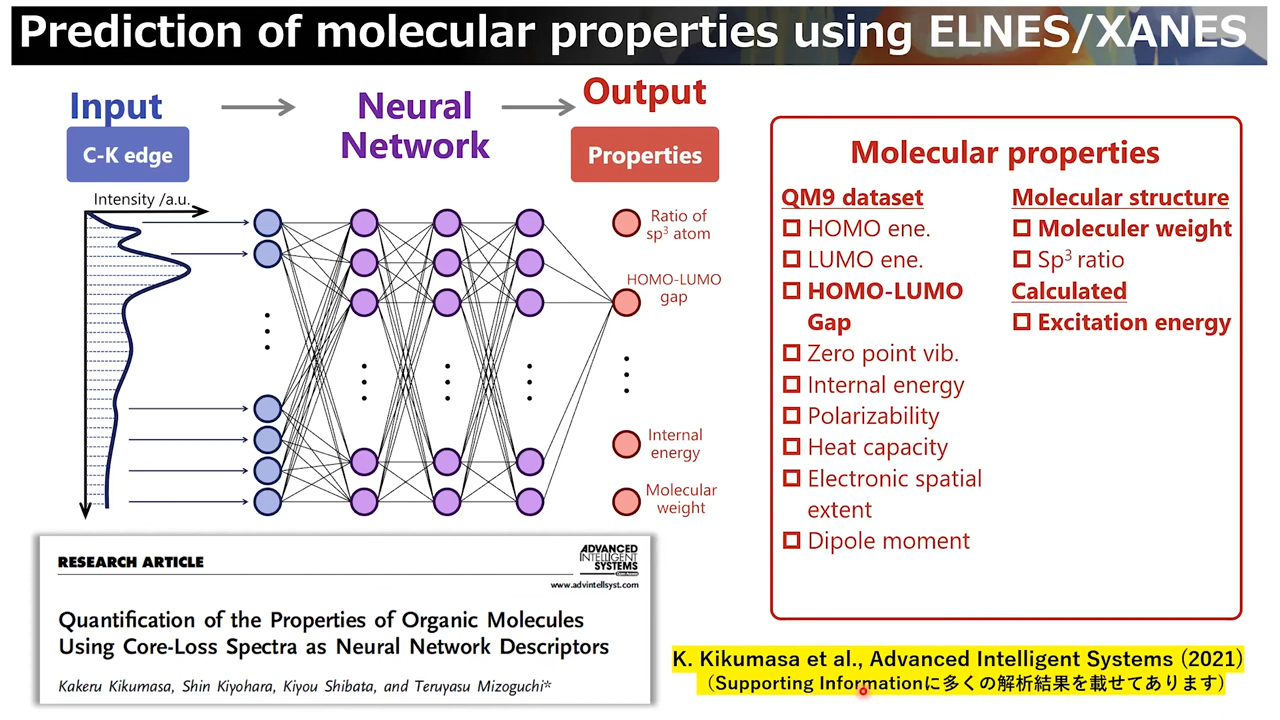 Prediction of molecular properties using ELNES/XANES
Input
Neural
Network
Output
C-K edge
Properties
Intensity /a.u.
Ratio of
sp³ atom
HOMO-LUMO
gap
Internal
energy
Molecular
weight
Molecular properties
QM9 dataset
HOMO ene.
LUMO ene.
HOMO-LUMO
Gap
Zero point vib.
Internal energy
Polarizability
Heat capacity
Electronic spatial
extent
Dipole moment
Molecular structure
Moleculer weight
Sp³ ratio
Calculated
Excitation energy
RESEARCH ARTICLE
ADVANCED
INTELLIGENT
SYSTEMS
Open Access
www.advintellsyst.com
Quantification of the Properties of Organic Molecules
Using Core-Loss Spectra as Neural Network Descriptors
Kakeru Kikumasa, Shin Kiyohara, Kiyou Shibata, and Teruyasu Mizoguchi*
K. Kikumasa et al., Advanced Intelligent Systems (2021)
（Supporting Informationに多くの解析結果を載せてあります）